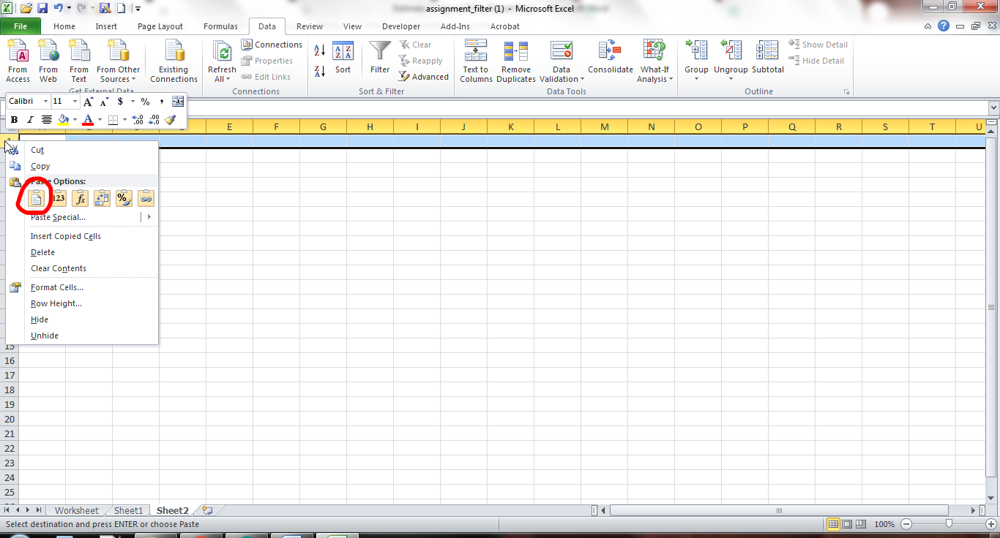 assignment_filter (1) - Microsoft Excel
File Home Insert Page Layout Formulas Data Review View Developer Add-Ins Acrobat
From Access
From Web
From Text
From Other Sources
Existing Connections
Get External Data
Refresh All
Connections
Properties
Edit Links
Connections
Sort
Filter
Clear
Reapply
Advanced
Sort & Filter
Text to Columns
Remove Duplicates
Data Validation
Consolidate
What-If Analysis
Data Tools
Group
Ungroup
Subtotal
Show Detail
Hide Detail
Outline
Calibri 11 A A $ % ,
B I A .00
E F G H I J K L M N O P Q R S T U
Cut
Copy
Paste Options:
123 fx %
Paste Special...
Insert Copied Cells
Delete
Clear Contents
Format Cells...
Row Height...
Hide
Unhide
15
16
17
18
19
20
21
22
23
24
25
Worksheet Sheet1 Sheet2
Select destination and press ENTER or choose Paste
100%